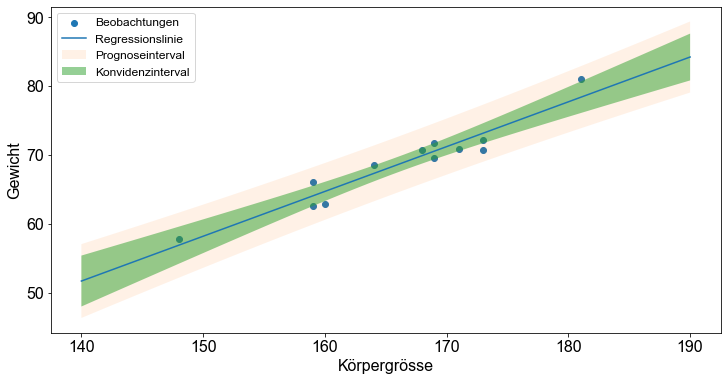 90
80
70
60
50
Gewicht
Beobachtungen
Regressionslinie
Prognoseinterval
Konvidenzinterval
140 150 160 170 180 190
Körpergrösse